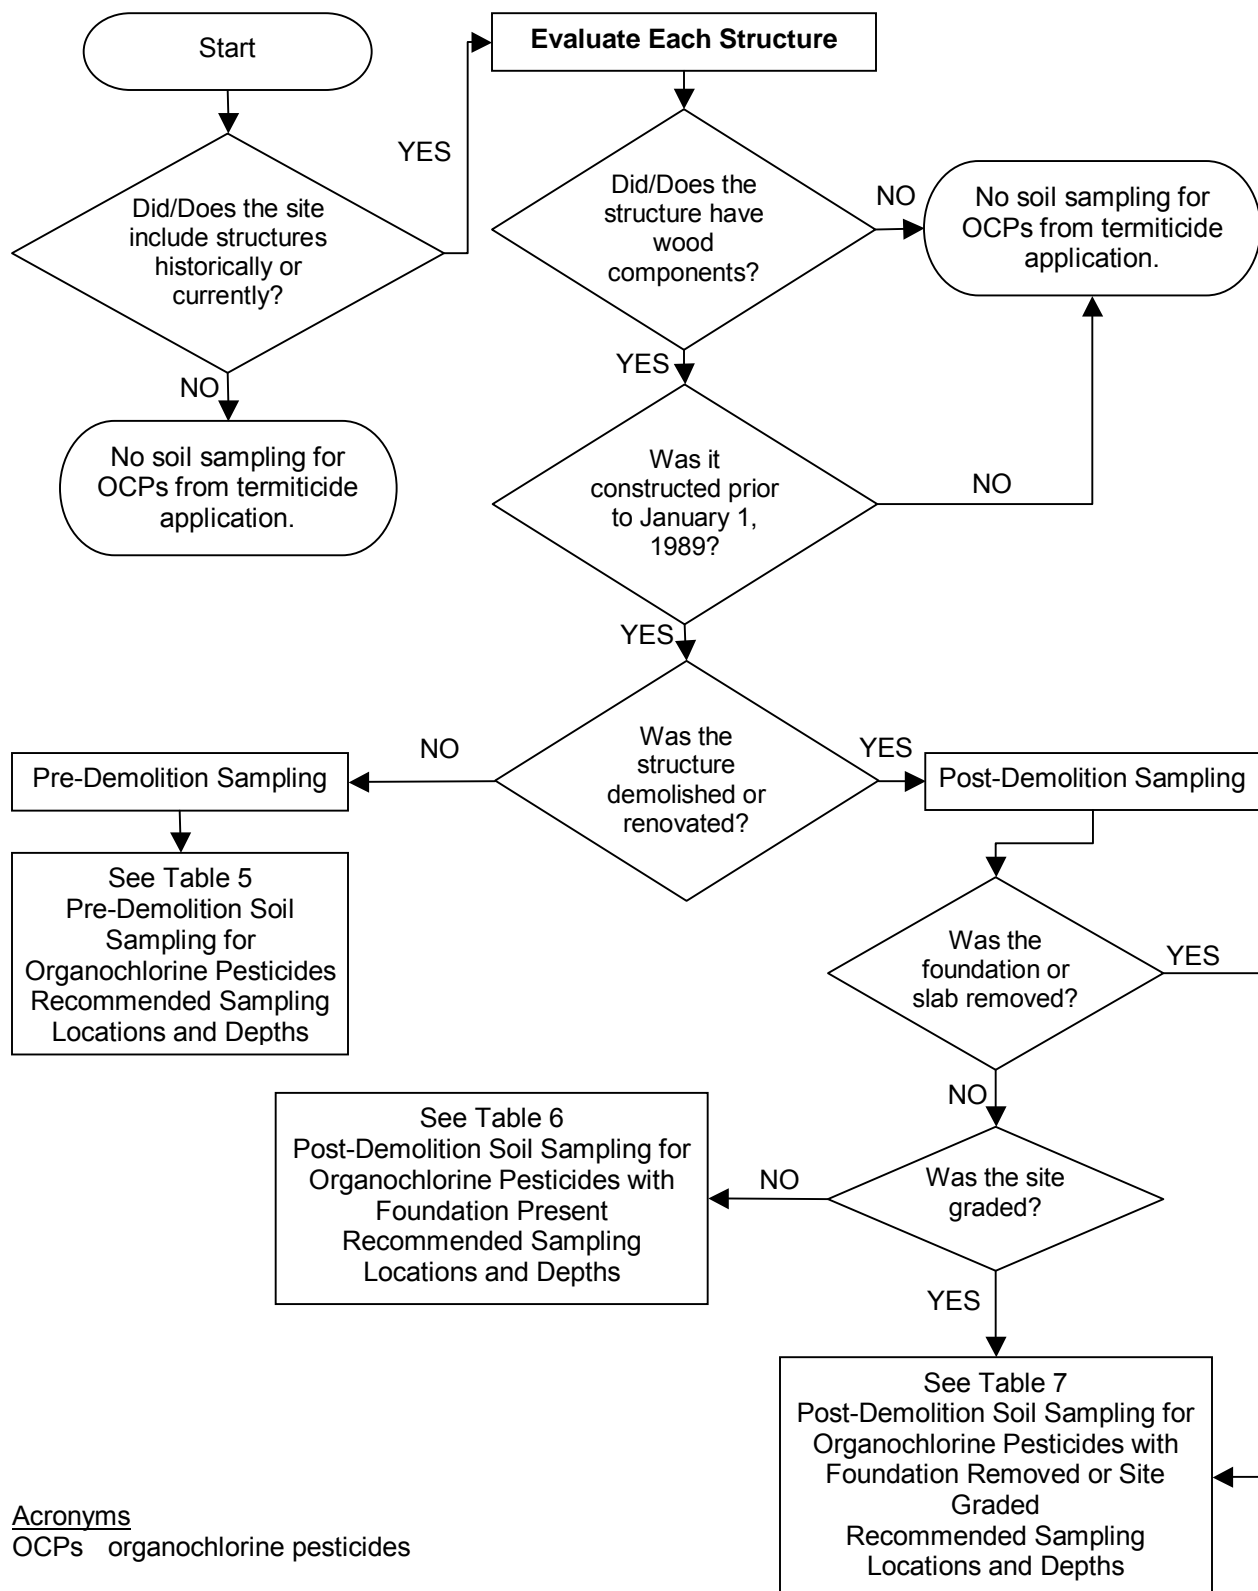 Start
Evaluate Each Structure
YES
Did/Does the site
include structures
historically or
currently?
Did/Does the
structure have
wood
components?
NO
No soil sampling for
OCPs from termiticide
application.
NO
No soil sampling for
OCPs from termiticide
application.
YES
Was it
constructed prior
to January 1,
1989?
NO
YES
Was the
structure
demolished or
renovated?
NO
YES
Pre-Demolition Sampling
Post-Demolition Sampling
See Table 5
Pre-Demolition Soil
Sampling for
Organochlorine Pesticides
Recommended Sampling
Locations and Depths
Was the
foundation or
slab removed?
YES
NO
See Table 6
Post-Demolition Soil Sampling for
Organochlorine Pesticides with
Foundation Present
Recommended Sampling
Locations and Depths
NO
Was the site
graded?
YES
See Table 7
Post-Demolition Soil Sampling for
Organochlorine Pesticides with
Foundation Removed or Site
Graded
Recommended Sampling
Locations and Depths
Acronyms
OCPs organochlorine pesticides